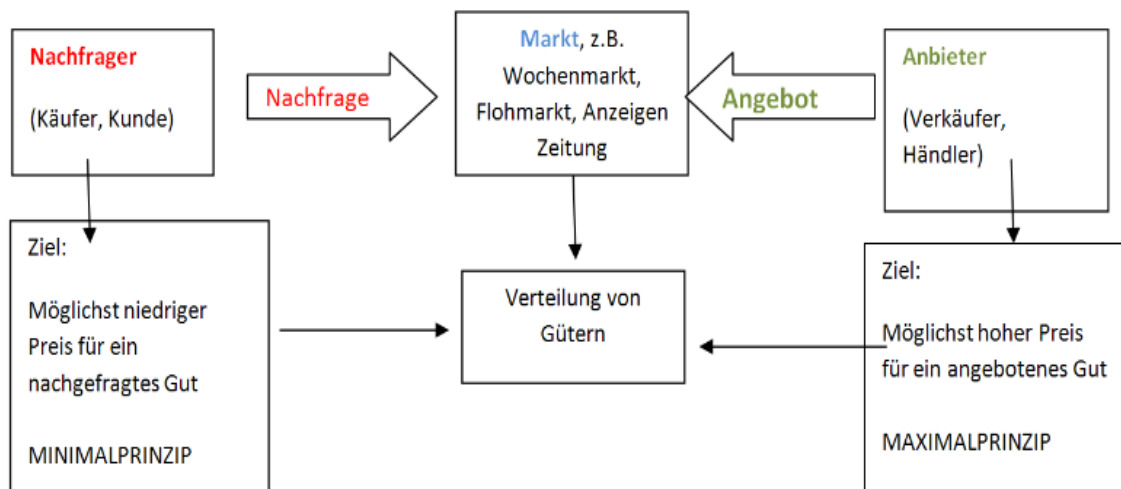 Nachfrager
(Käufer, Kunde)
Nachfrage
Markt, z.B.
Wochenmarkt,
Flohmarkt, Anzeigen
Zeitung
Angebot
Anbieter
(Verkäufer,
Händler)
Ziel:
Möglichst niedriger
Preis für ein
nachgefragtes Gut
MINIMALPRINZIP
Verteilung von
Gütern
Ziel:
Möglichst hoher Preis
für ein angebotenes Gut
MAXIMALPRINZIP